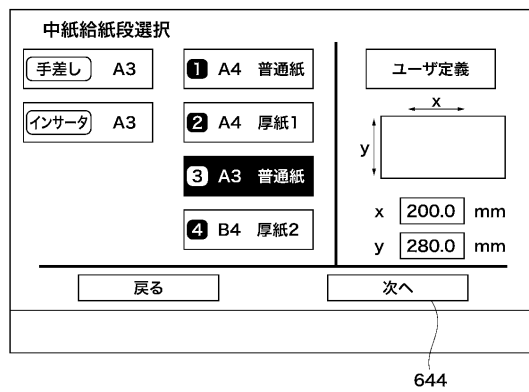 中紙給紙段選択
手差し A3
インサータ A3
1 A4 普通紙
2 A4 厚紙1
3 A3 普通紙
4 B4 厚紙2
ユーザ定義
x
y
x 200.0 mm
y 280.0 mm
戻る
次へ
644